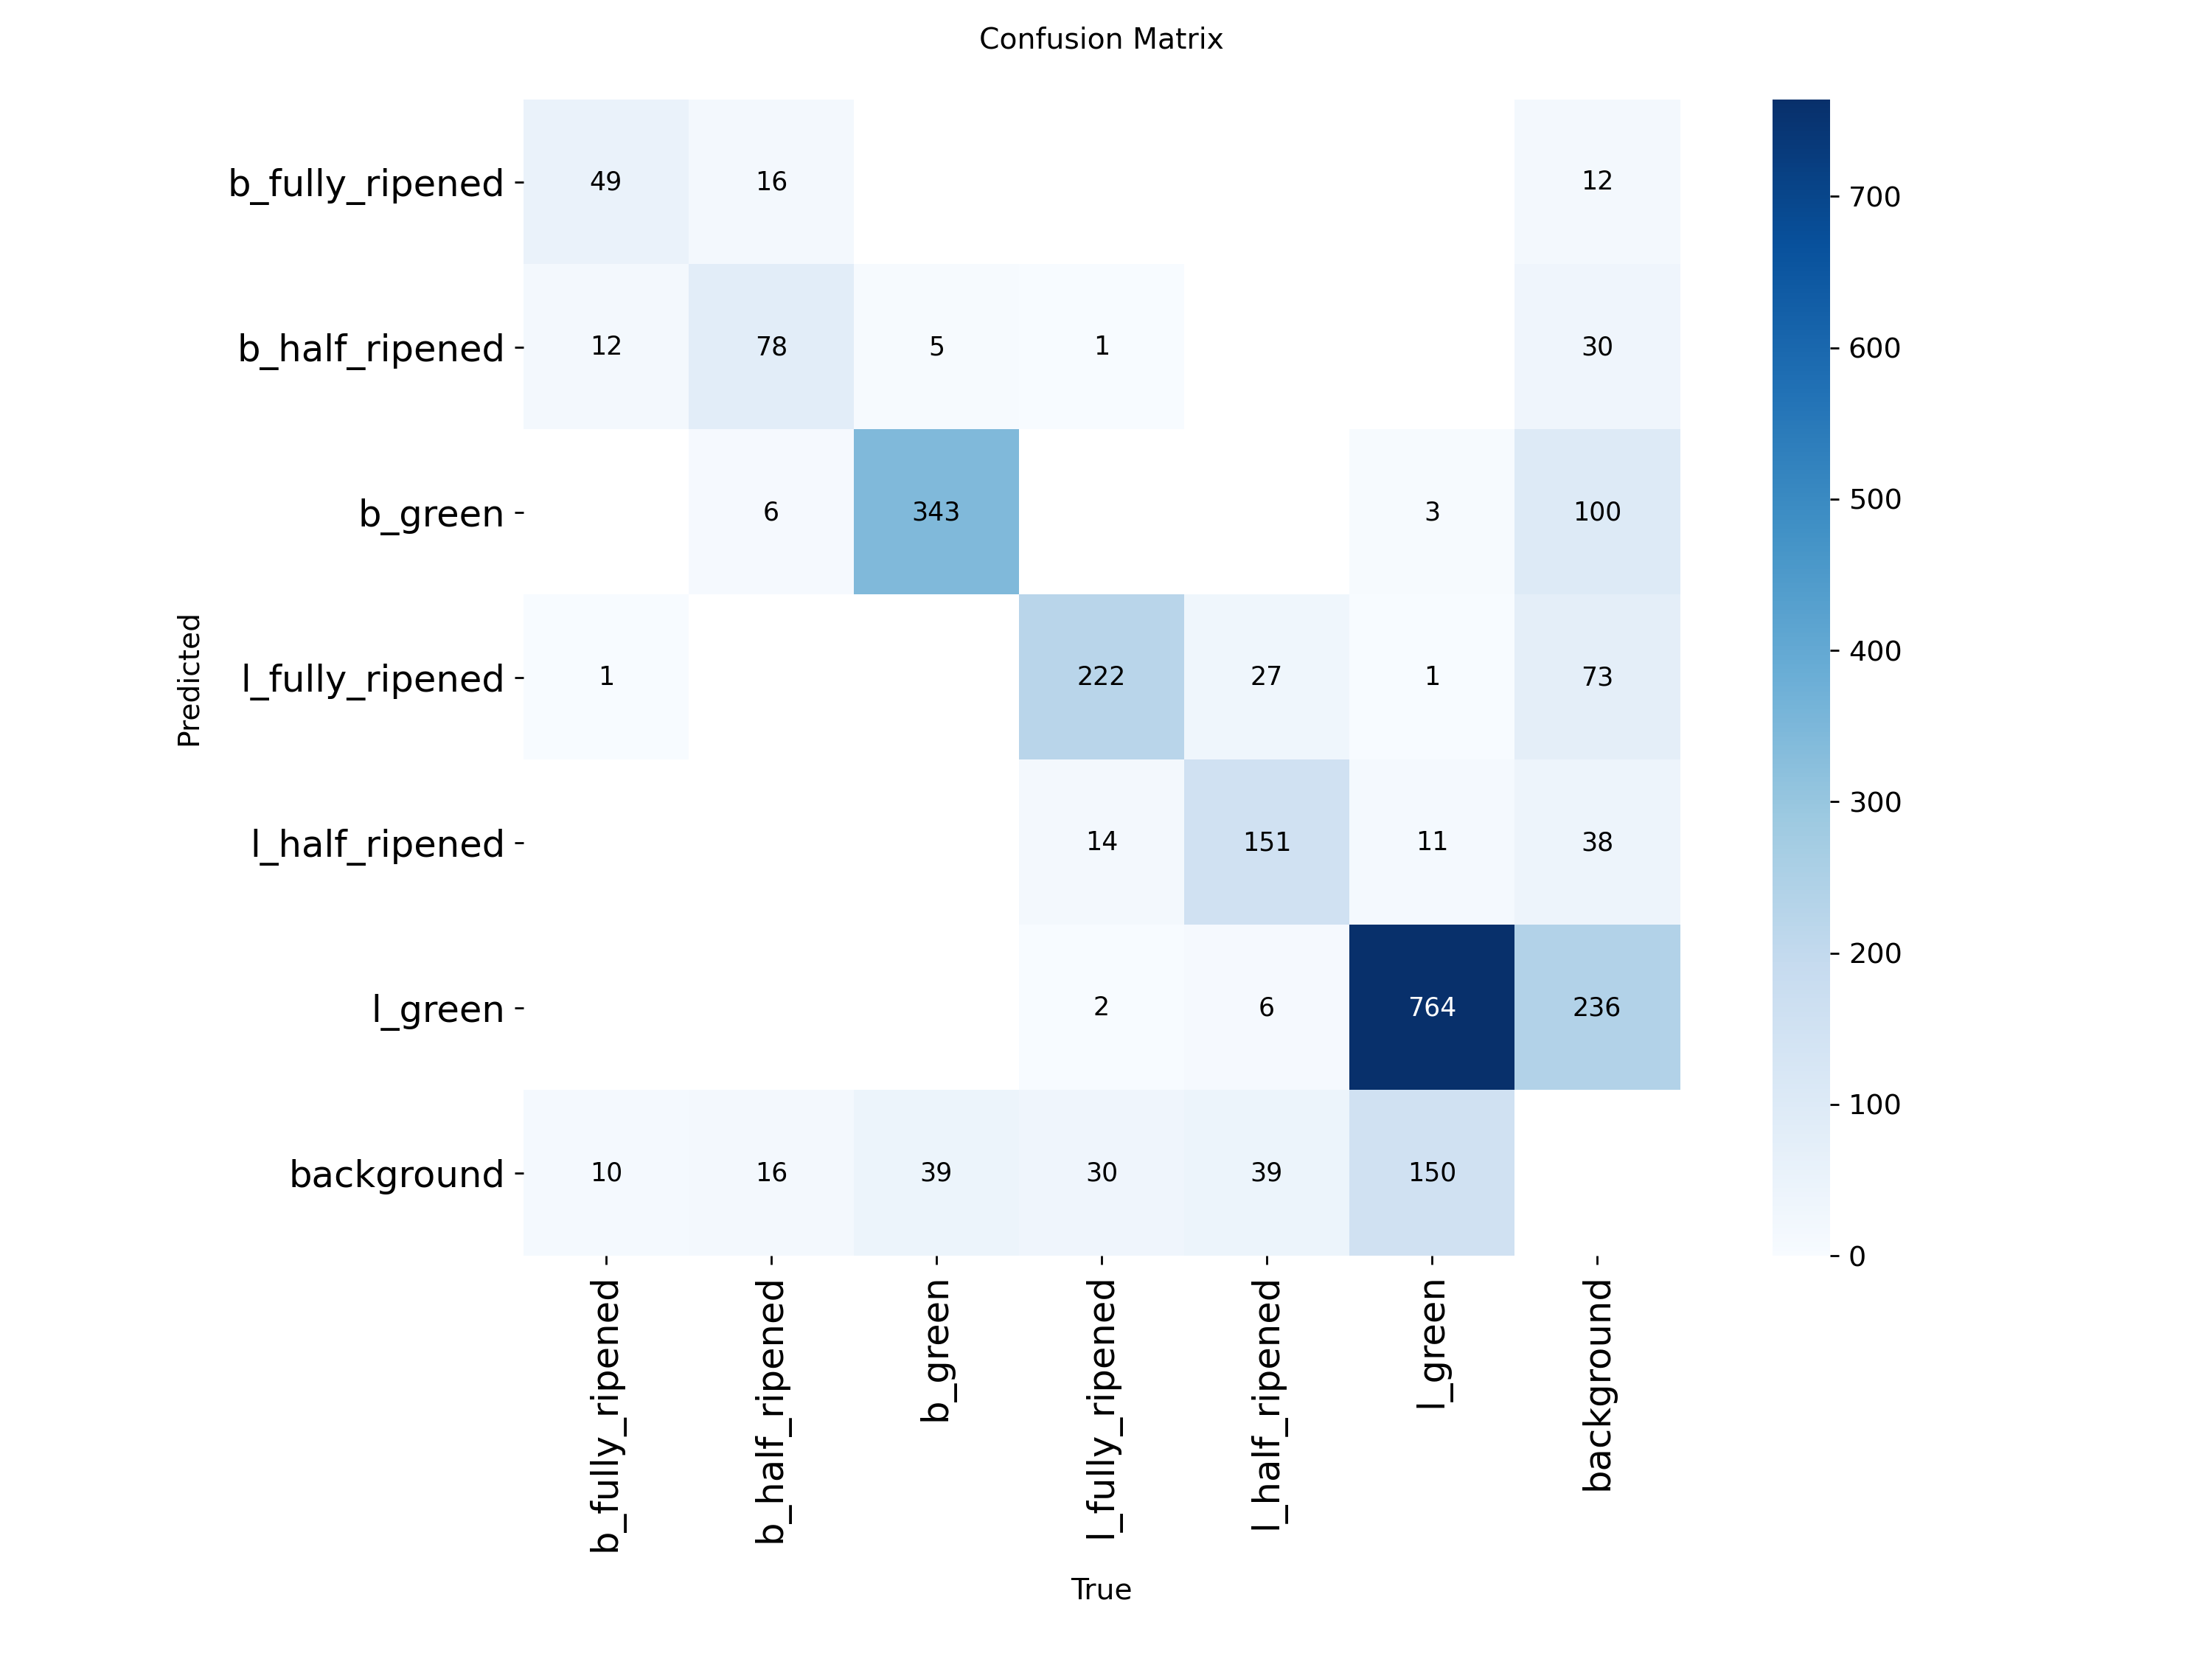 Confusion Matrix
b_fully_ripened 49 16 12
b_half_ripened 12 78 5 1 30
b_green 6 343 3 100
l_fully_ripened 1 222 27 1 73
l_half_ripened 14 151 11 38
l_green 2 6 764 236
background 10 16 39 30 39 150
Predicted
b_fully_ripened
b_half_ripened
b_green
l_fully_ripened
l_half_ripened
l_green
background
True
700
600
500
400
300
200
100
0